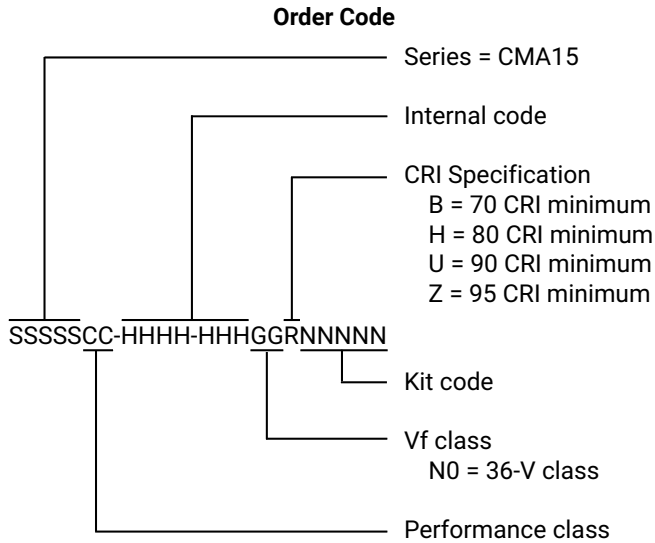 Order Code
Series = CMA15
Internal code
CRI Specification
B = 70 CRI minimum
H = 80 CRI minimum
U = 90 CRI minimum
Z = 95 CRI minimum
SSSSSCC-HHHH-HHHGGRNNNNN
Kit code
Vf class
N0 = 36-V class
Performance class